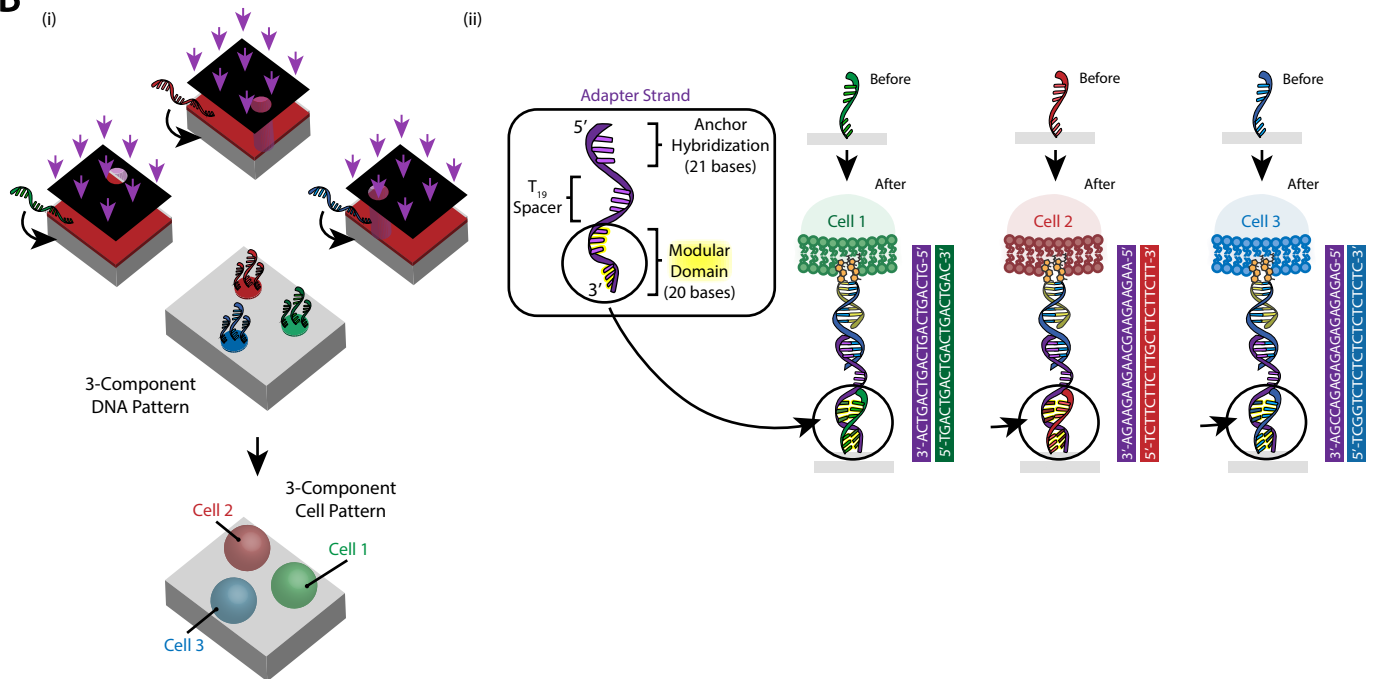 B
(i)
(ii)
3-Component
DNA Pattern
3-Component
Cell Pattern
Cell 2
Cell 1
Cell 3
Adapter Strand
5’
Anchor
Hybridization
(21 bases)
T19
Spacer
Modular
Domain
(20 bases)
3’
Before
After
Cell 1
3’-ACTGACTGACTGACTGACTG-5’
5’-TGACTGACTGACTGACTGAC-3’
Before
After
Cell 2
3’-AGAAGAAGAACGAAGAAGAA-5’
5’-TCTTCTTCTTGCTTCTTCTT-3’
Before
After
Cell 3
3’-AGCCAGAGAGAGAGAGAGAG-5’
5’-TCGGTCTCTCTCTCTCTCTC-3’